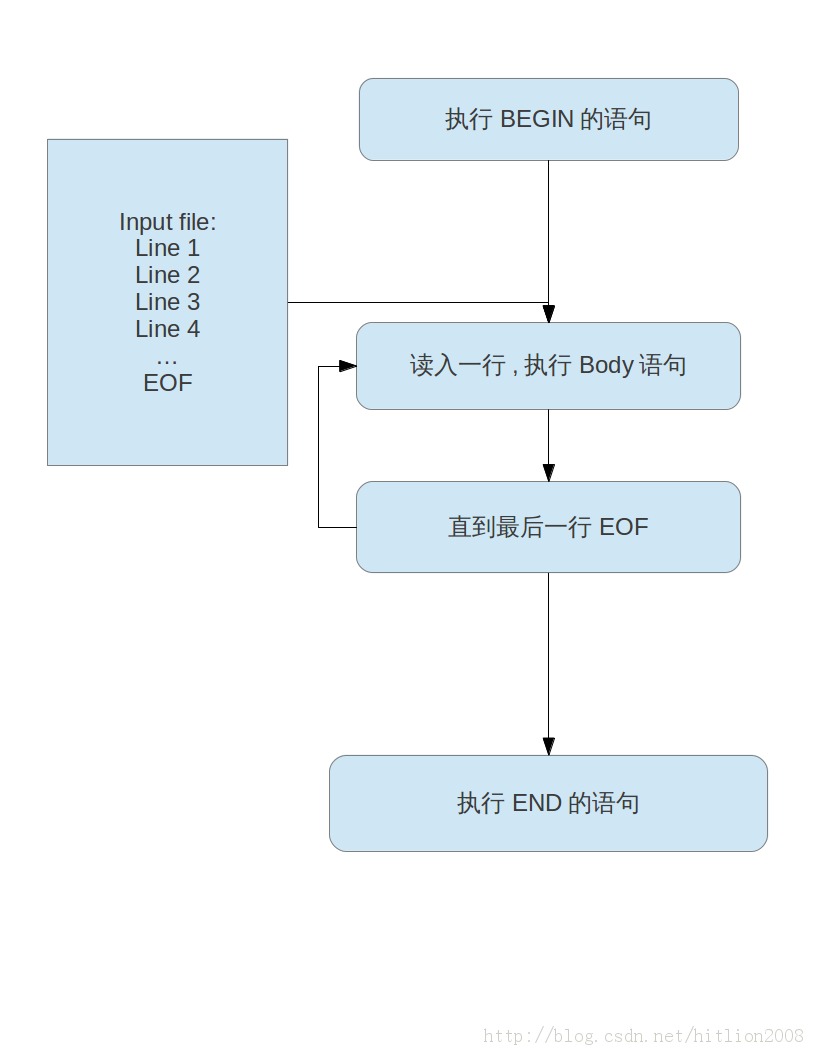 执行 BEGIN 的语句
Input file:
Line 1
Line 2
Line 3
Line 4
…
EOF
读入一行 , 执行 Body 语句
直到最后一行 EOF
执行 END 的语句
http://blog.csdn.net/hitlion2008